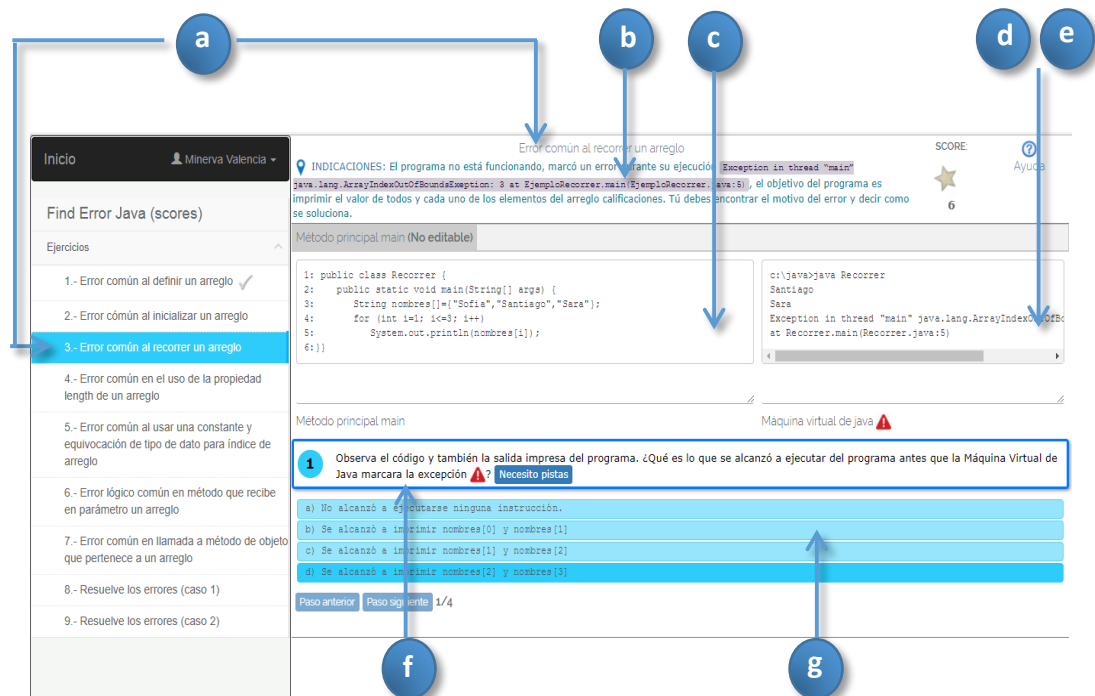 a
b
c
d
e
Inicio
Minerva Valencia
Find Error Java (scores)
Ejercicios
1.- Error común al definir un arreglo
2.- Error cómún al inicializar un arreglo
3.- Error común al recorrer un arreglo
4.- Error común en el uso de la propiedad
length de un arreglo
5.- Error común al usar una constante y
equivocación de tipo de dato para índice de
arreglo
6.- Error lógico común en método que recibe
en parámetro un arreglo
7.- Error común en llamada a método de objeto
que pertenece a un arreglo
8.- Resuelve los errores (caso 1)
9.- Resuelve los errores (caso 2)
Error común al recorrer un arreglo
INDICACIONES: El programa no está funcionando, marcó un error durante su ejecución Exception in thread "main"
java.lang.ArrayIndexOutOfBoundsExeption: 3 at EjemploRecorrer.main(EjemploRecorrer.java:5), el objetivo del programa es
imprimir el valor de todos y cada uno de los elementos del arreglo calificaciones. Tú debes encontrar el motivo del error y decir como
se soluciona.
SCORE:
6
Ayuda
Método principal main (No editable)
1: public class Recorrer {
2: public static void main(String[] args) {
3: String nombres[]={"Sofia","Santiago","Sara"};
4: for (int i=1; i<=3; i++)
5: System.out.println(nombres[i]);
6:}}
c:\java>java Recorrer
Santiago
Sara
Exception in thread "main" java.lang.ArrayIndexOutOfBo
at Recorrer.main(Recorrer.java:5)
Método principal main
Máquina virtual de java
1
Observa el código y también la salida impresa del programa. ¿Qué es lo que se alcanzó a ejecutar del programa antes que la Máquina Virtual de
Java marcara la excepción ? Necesito pistas
a) No alcanzó a ejecutarse ninguna instrucción.
b) Se alcanzó a imprimir nombres[0] y nombres[1]
c) Se alcanzó a imprimir nombres[1] y nombres[2]
d) Se alcanzó a imprimir nombres[2] y nombres[3]
Paso anterior Paso siguiente 1/4
f
g